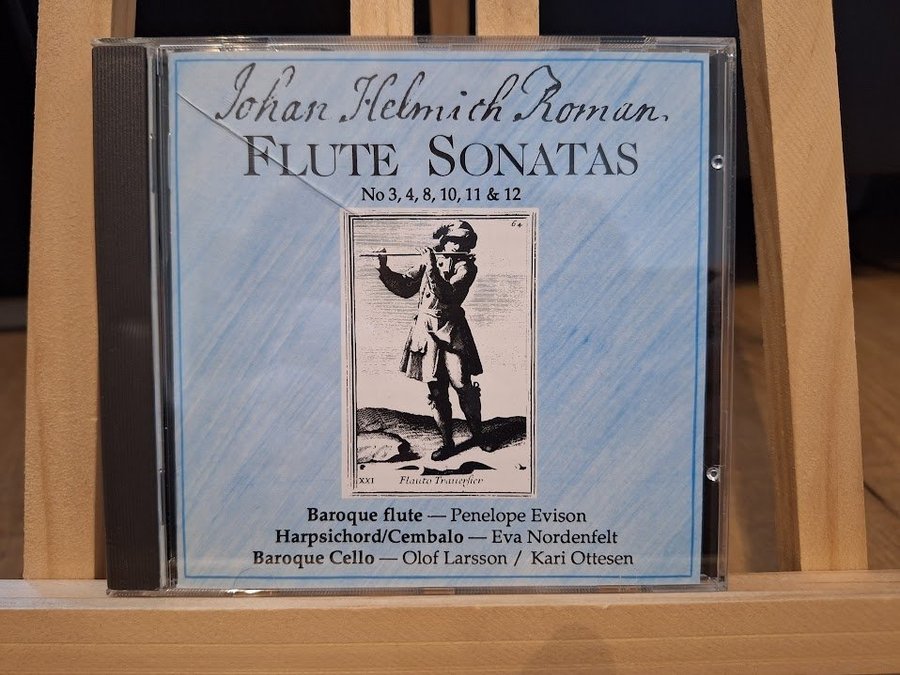 Johan Helmich Roman.
FLUTE SONATAS
No 3, 4, 8, 10, 11 & 12
64
XXI Flauto Trauersier
Baroque flute — Penelope Evison
Harpsichord/Cembalo — Eva Nordenfelt
Baroque Cello — Olof Larsson / Kari Ottesen